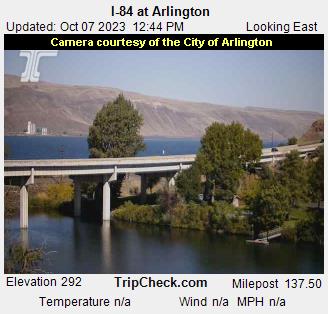 I-84 at Arlington
Updated: Oct 07 2023 12:44 PM Looking East
Camera courtesy of the City of Arlington
Elevation 292 TripCheck.com Milepost 137.50
Temperature n/a Wind n/a MPH n/a